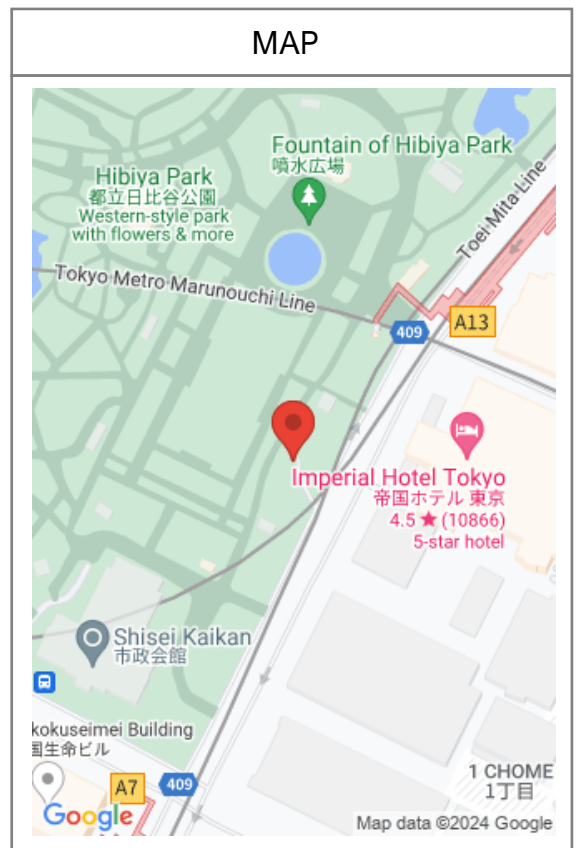 MAP
Fountain of Hibiya Park
噴水広場
Hibiya Park
都立日比谷公園
Western-style park
with flowers & more
Toei Mita Line
Tokyo Metro Marunouchi Line
409
A13
Imperial Hotel Tokyo
帝国ホテル 東京
4.5 ★ (10866)
5-star hotel
Shisei Kaikan
市政会館
kokuseimei Building
国生命ビル
1 CHOME
1丁目
A7
409
Google
Map data ©2024 Google